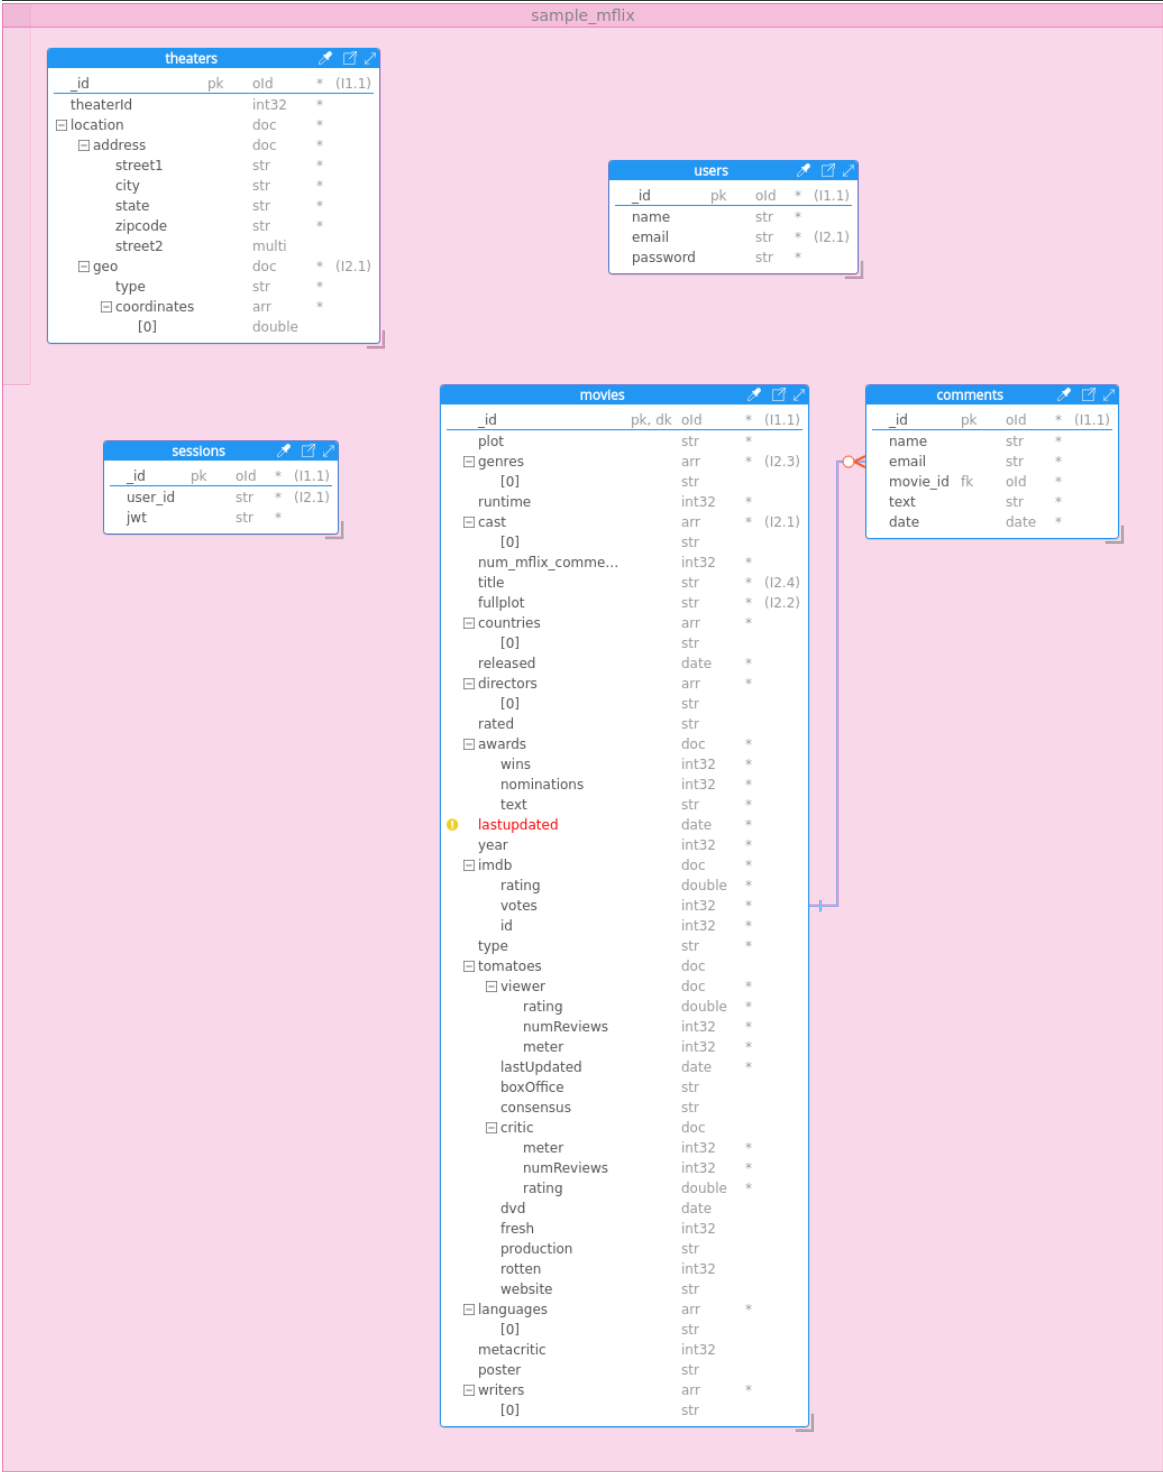 sample_mflix
theaters
_id pk oId * (I1.1)
theaterId int32 *
location doc *
address doc *
street1 str *
city str *
state str *
zipcode str *
street2 multi
geo doc * (I2.1)
type str *
coordinates arr *
[0] double
users
_id pk oId * (I1.1)
name str *
email str * (I2.1)
password str *
sessions
_id pk oId * (I1.1)
user_id str * (I2.1)
jwt str *
movies
_id pk, dk oId * (I1.1)
plot str *
genres arr * (I2.3)
[0] str
runtime int32 *
cast arr * (I2.1)
[0] str
num_mflix_comme... int32 *
title str * (I2.4)
fullplot str * (I2.2)
countries arr *
[0] str
released date *
directors arr *
[0] str
rated str
awards doc *
wins int32 *
nominations int32 *
text str *
lastupdated date *
year int32 *
imdb doc *
rating double *
votes int32 *
id int32 *
type str *
tomatoes doc
viewer doc *
rating double *
numReviews int32 *
meter int32 *
lastUpdated date *
boxOffice str
consensus str
critic doc
meter int32 *
numReviews int32 *
rating double *
dvd date
fresh int32
production str
rotten int32
website str
languages arr *
[0] str
metacritic int32
poster str
writers arr *
[0] str
comments
_id pk oId * (I1.1)
name str *
email str *
movie_id fk oId *
text str *
date date *